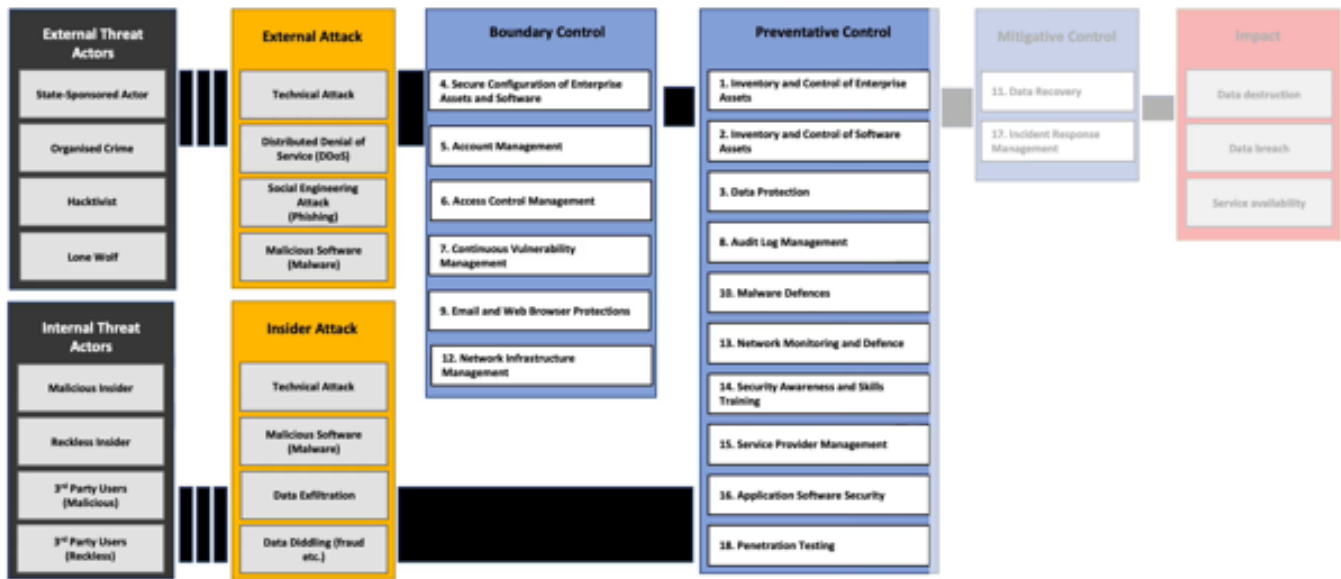 External Threat
Actors
State-Sponsored Actor
Organised Crime
Hacktivist
Lone Wolf
External Attack
Technical Attack
Distributed Denial of
Service (DDoS)
Social Engineering
Attack
(Phishing)
Malicious Software
(Malware)
Internal Threat
Actors
Malicious Insider
Reckless Insider
3rd Party Users
(Malicious)
3rd Party Users
(Reckless)
Insider Attack
Technical Attack
Malicious Software
(Malware)
Data Exfiltration
Data Diddling (fraud
etc.)
Boundary Control
4. Secure Configuration of Enterprise
Assets and Software
5. Account Management
6. Access Control Management
7. Continuous Vulnerability
Management
9. Email and Web Browser Protections
12. Network Infrastructure
Management
Preventative Control
1. Inventory and Control of Enterprise
Assets
2. Inventory and Control of Software
Assets
3. Data Protection
8. Audit Log Management
10. Malware Defences
13. Network Monitoring and Defence
14. Security Awareness and Skills
Training
15. Service Provider Management
16. Application Software Security
18. Penetration Testing
Mitigative Control
11. Data Recovery
17. Incident Response
Management
Impact
Data destruction
Data breach
Service availability